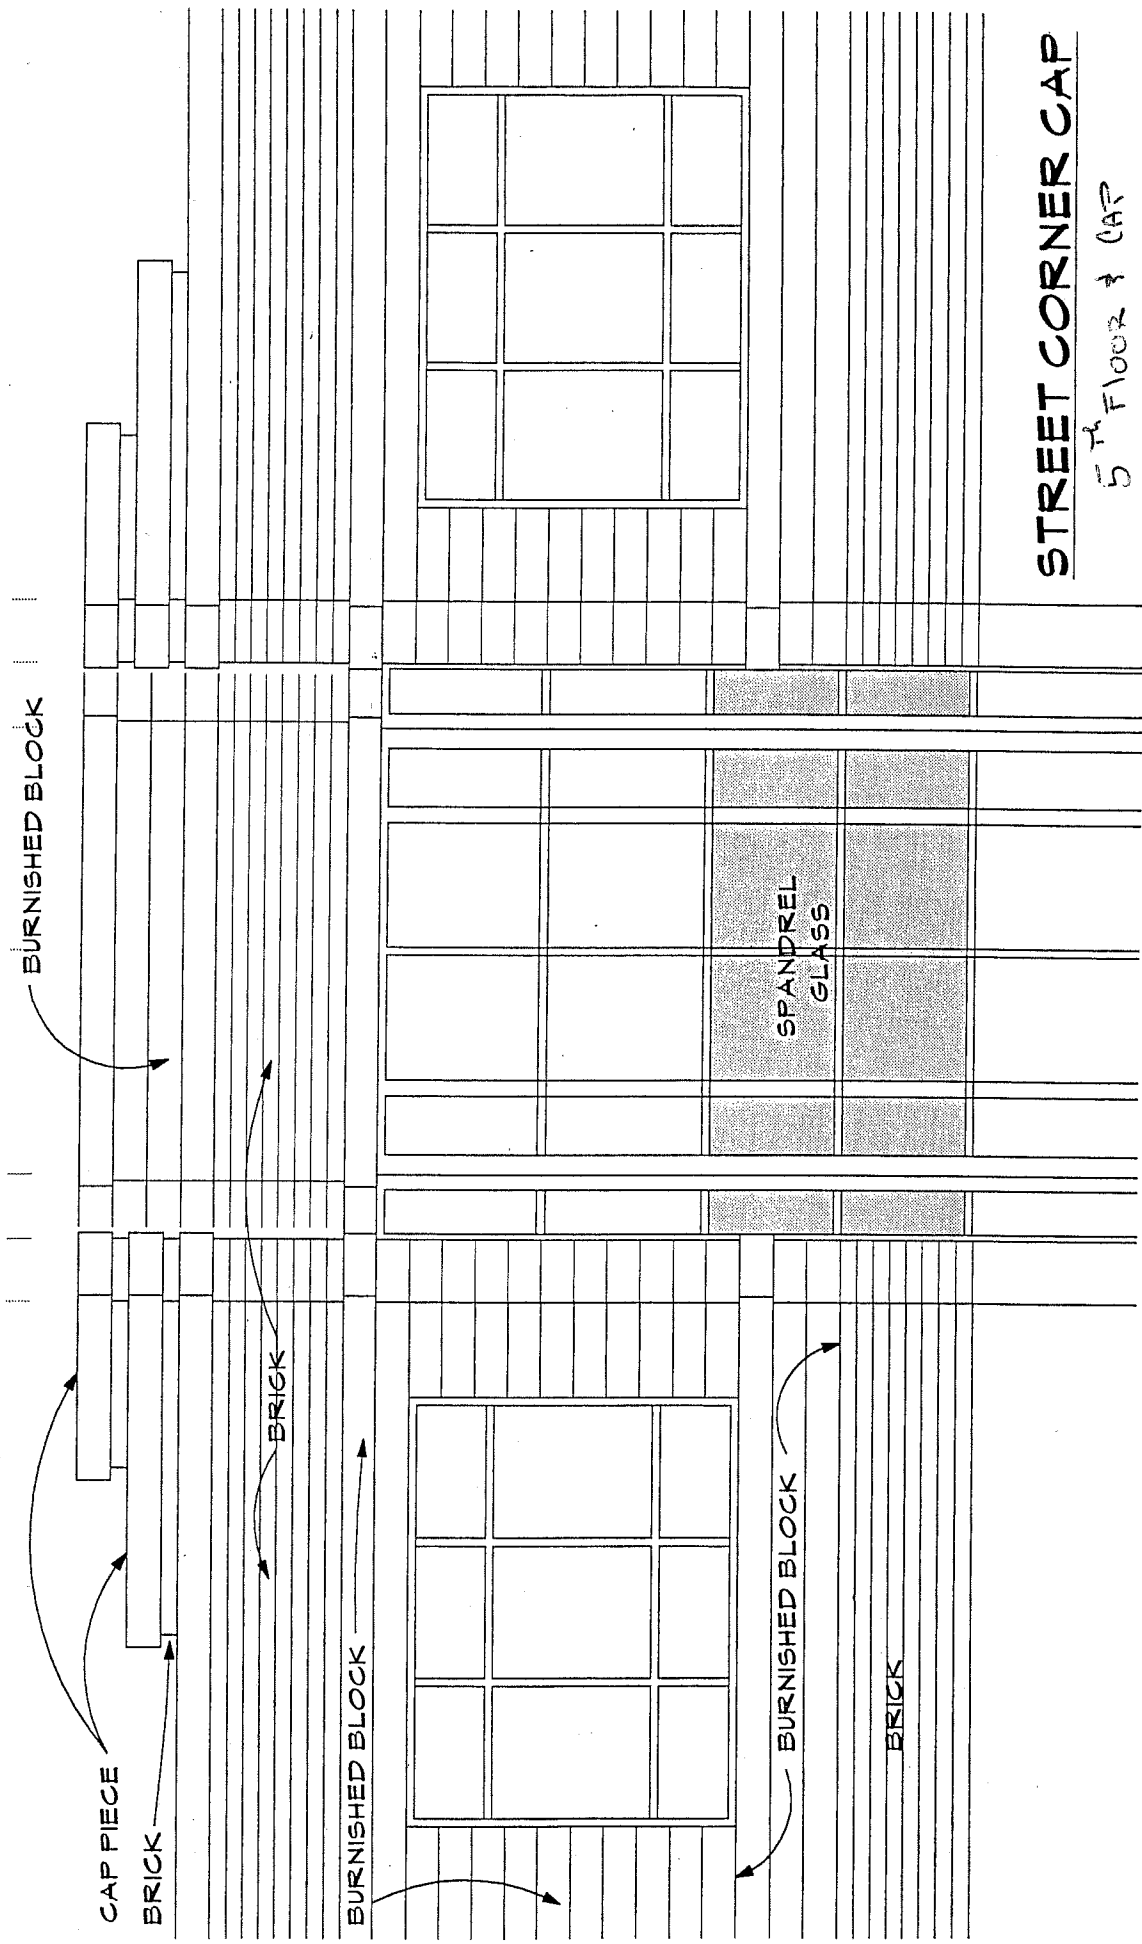 CAP PIECE
BRICK
BURNISHED BLOCK
BRICK
BURNISHED BLOCK
BURNISHED BLOCK
BRICK
SPANDREL
GLASS
STREET CORNER CAP
5th Floor & CAP